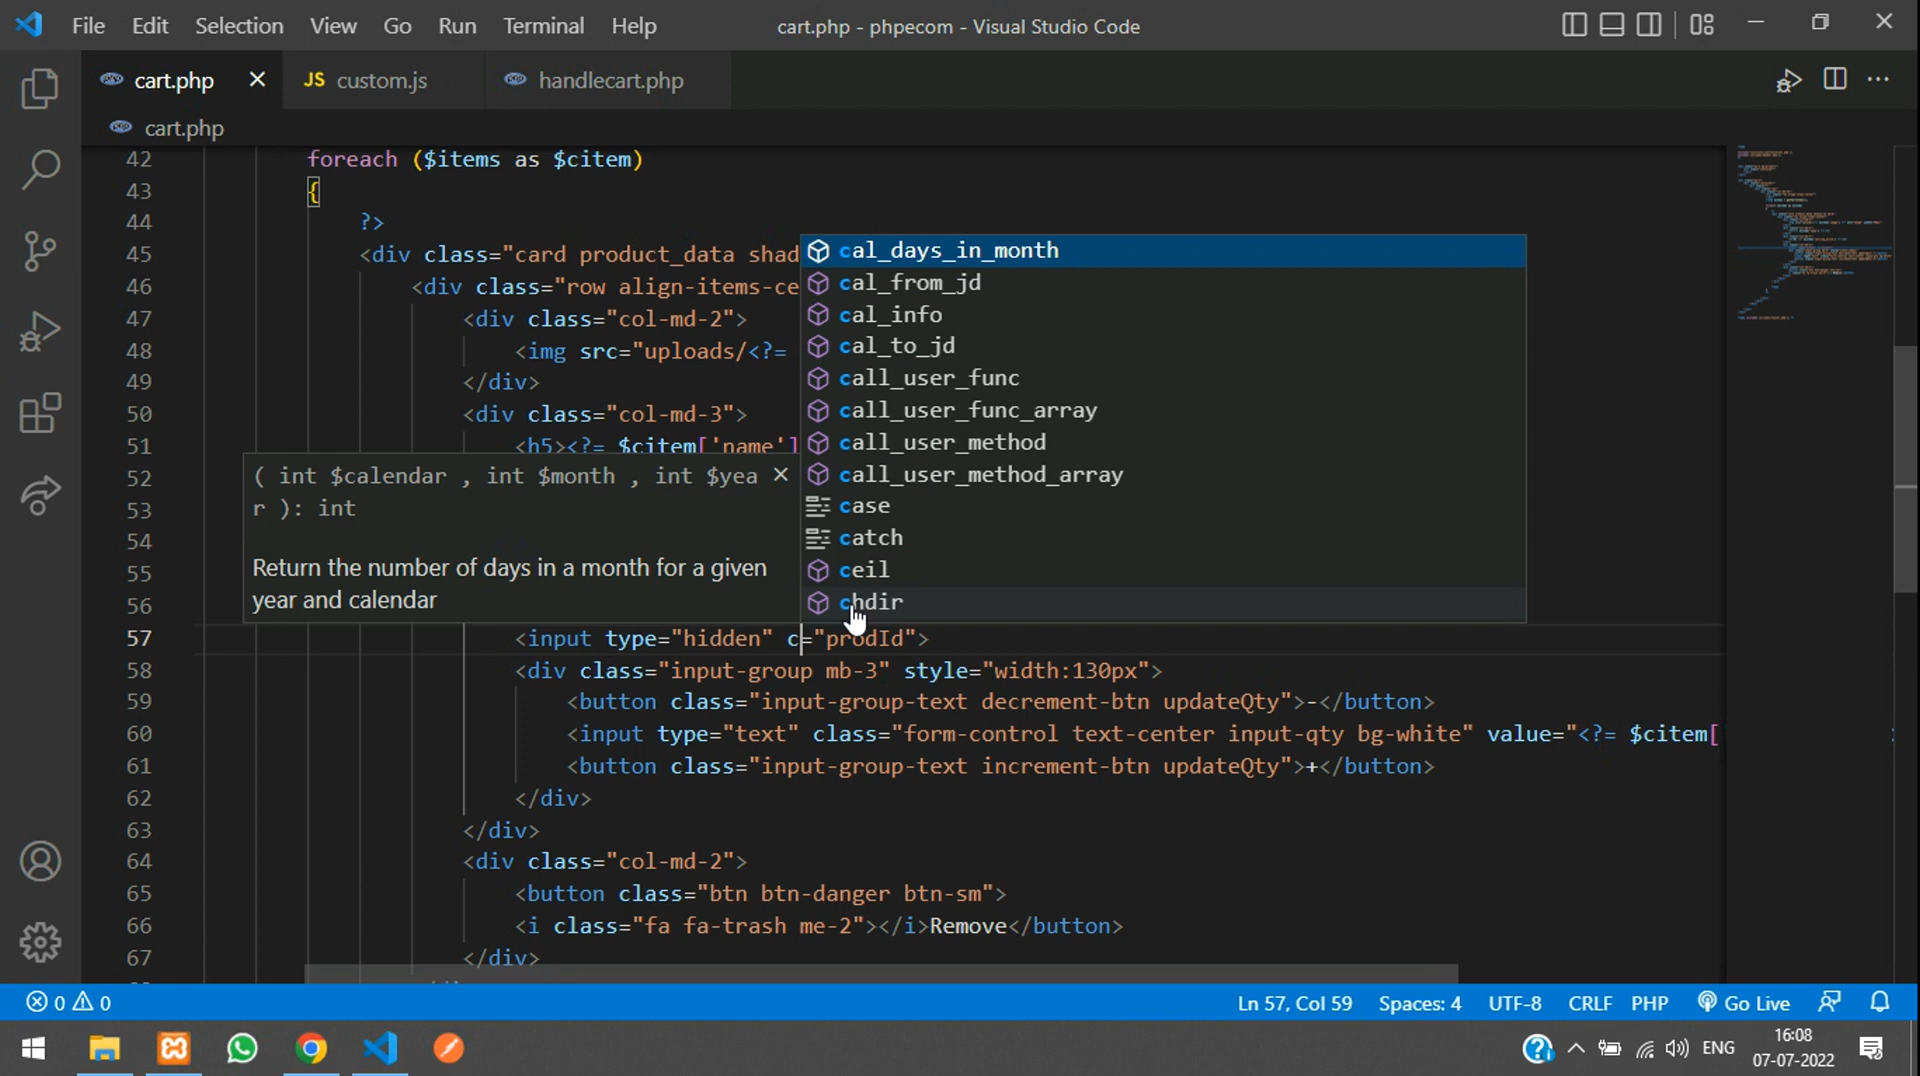 File Edit Selection View Go Run Terminal Help cart.php - phpecom - Visual Studio Code
cart.php JS custom.js handlecart.php
cart.php
42 foreach ($items as $citem)
43 {
44 ?>
45 <div class="card product_data shad
46 <div class="row align-items-ce
47 <div class="col-md-2">
48 <img src="uploads/<?=
49 </div>
50 <div class="col-md-3">
51 <h5><?= $citem['name']
52
53
54
55
56
cal_days_in_month
cal_from_jd
cal_info
cal_to_jd
call_user_func
call_user_func_array
call_user_method
call_user_method_array
case
catch
ceil
chdir
( int $calendar , int $month , int $yea
r ): int
Return the number of days in a month for a given
year and calendar
57 <input type="hidden" c="prodId">
58 <div class="input-group mb-3" style="width:130px">
59 <button class="input-group-text decrement-btn updateQty">-</button>
60 <input type="text" class="form-control text-center input-qty bg-white" value="<?= $citem[
61 <button class="input-group-text increment-btn updateQty">+</button>
62 </div>
63 </div>
64 <div class="col-md-2">
65 <button class="btn btn-danger btn-sm">
66 <i class="fa fa-trash me-2"></i>Remove</button>
67 </div>
0 0 Ln 57, Col 59 Spaces: 4 UTF-8 CRLF PHP Go Live
ENG 16:08
07-07-2022